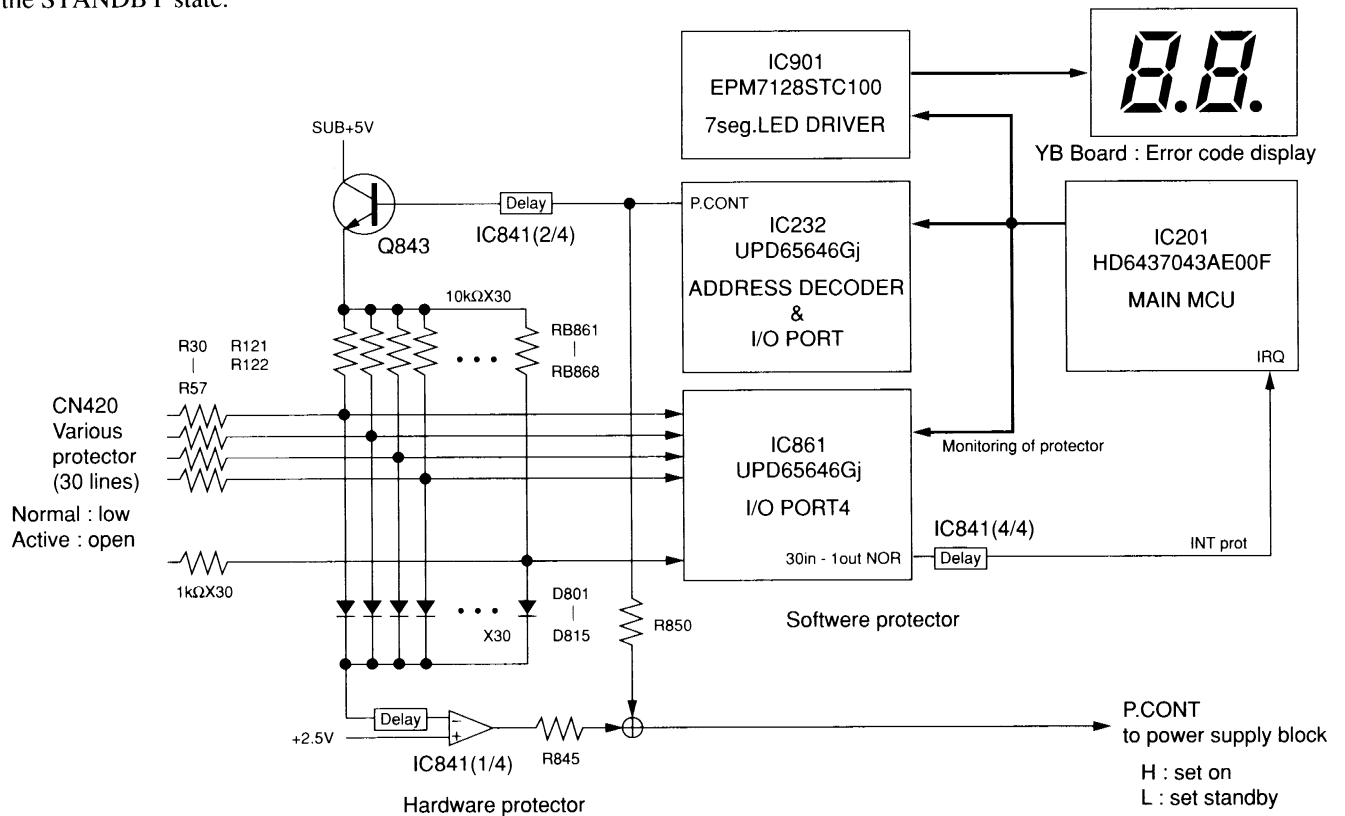 the STANDBY state.
IC901
EPM7128STC100
7seg.LED DRIVER
8.8.
YB Board : Error code display
SUB+5V
Q843
Delay
IC841(2/4)
P.CONT
IC232
UPD65646Gj
ADDRESS DECODER
&
I/O PORT
IC201
HD6437043AE00F
MAIN MCU
IRQ
10kΩX30
RB861
RB868
R30
R57
R121
R122
CN420
Various
protector
(30 lines)
Normal : low
Active : open
1kΩX30
IC861
UPD65646Gj
I/O PORT4
30in - 1out NOR
Monitoring of protector
IC841(4/4)
Delay
INT prot
X30
D801
D815
R850
Softwere protector
Delay
−
+
+2.5V
IC841(1/4)
R845
Hardware protector
P.CONT
to power supply block
H : set on
L : set standby